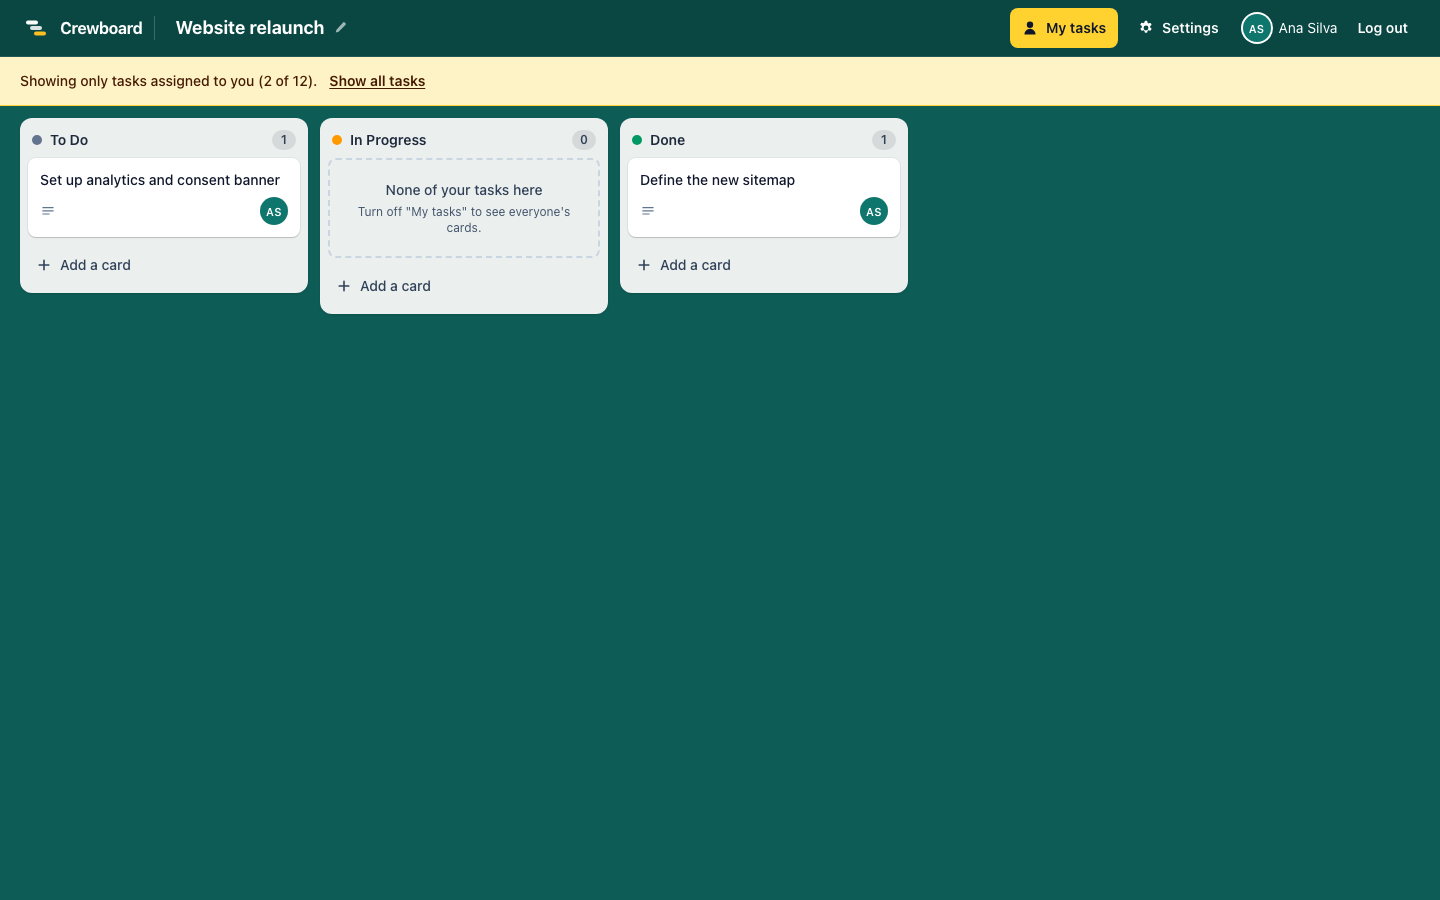 Crewboard
Website relaunch
My tasks
Settings
AS
Ana Silva
Log out
Showing only tasks assigned to you (2 of 12).
Show all tasks
To Do
1
Set up analytics and consent banner
AS
Add a card
In Progress
0
None of your tasks here
Turn off "My tasks" to see everyone's
cards.
Add a card
Done
1
Define the new sitemap
AS
Add a card